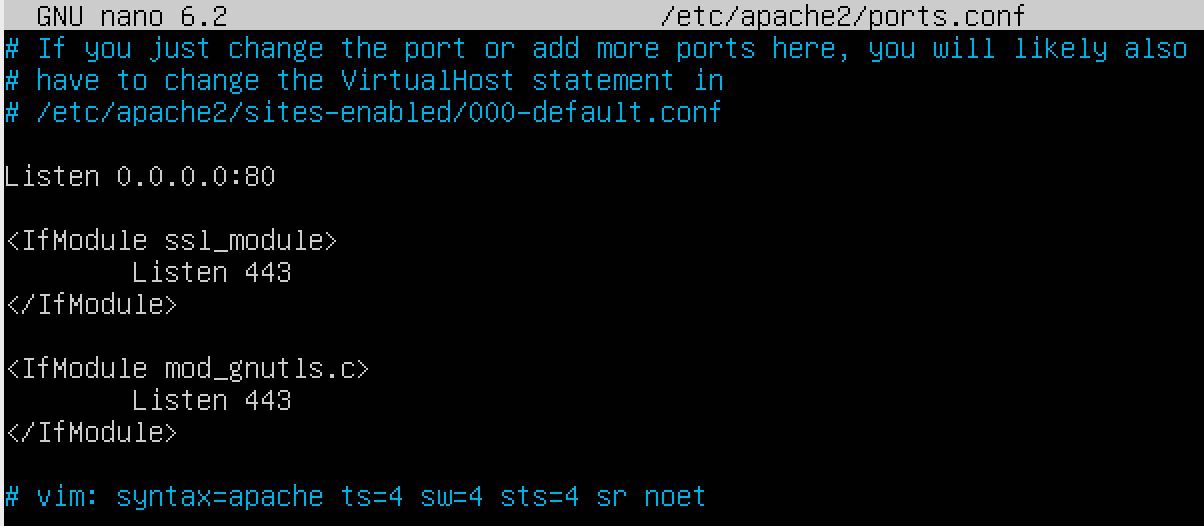 GNU nano 6.2 /etc/apache2/ports.conf
# If you just change the port or add more ports here, you will likely also
# have to change the VirtualHost statement in
# /etc/apache2/sites-enabled/000-default.conf
Listen 0.0.0.0:80
<IfModule ssl_module>
Listen 443
</IfModule>
<IfModule mod_gnutls.c>
Listen 443
</IfModule>
# vim: syntax=apache ts=4 sw=4 sts=4 sr noet